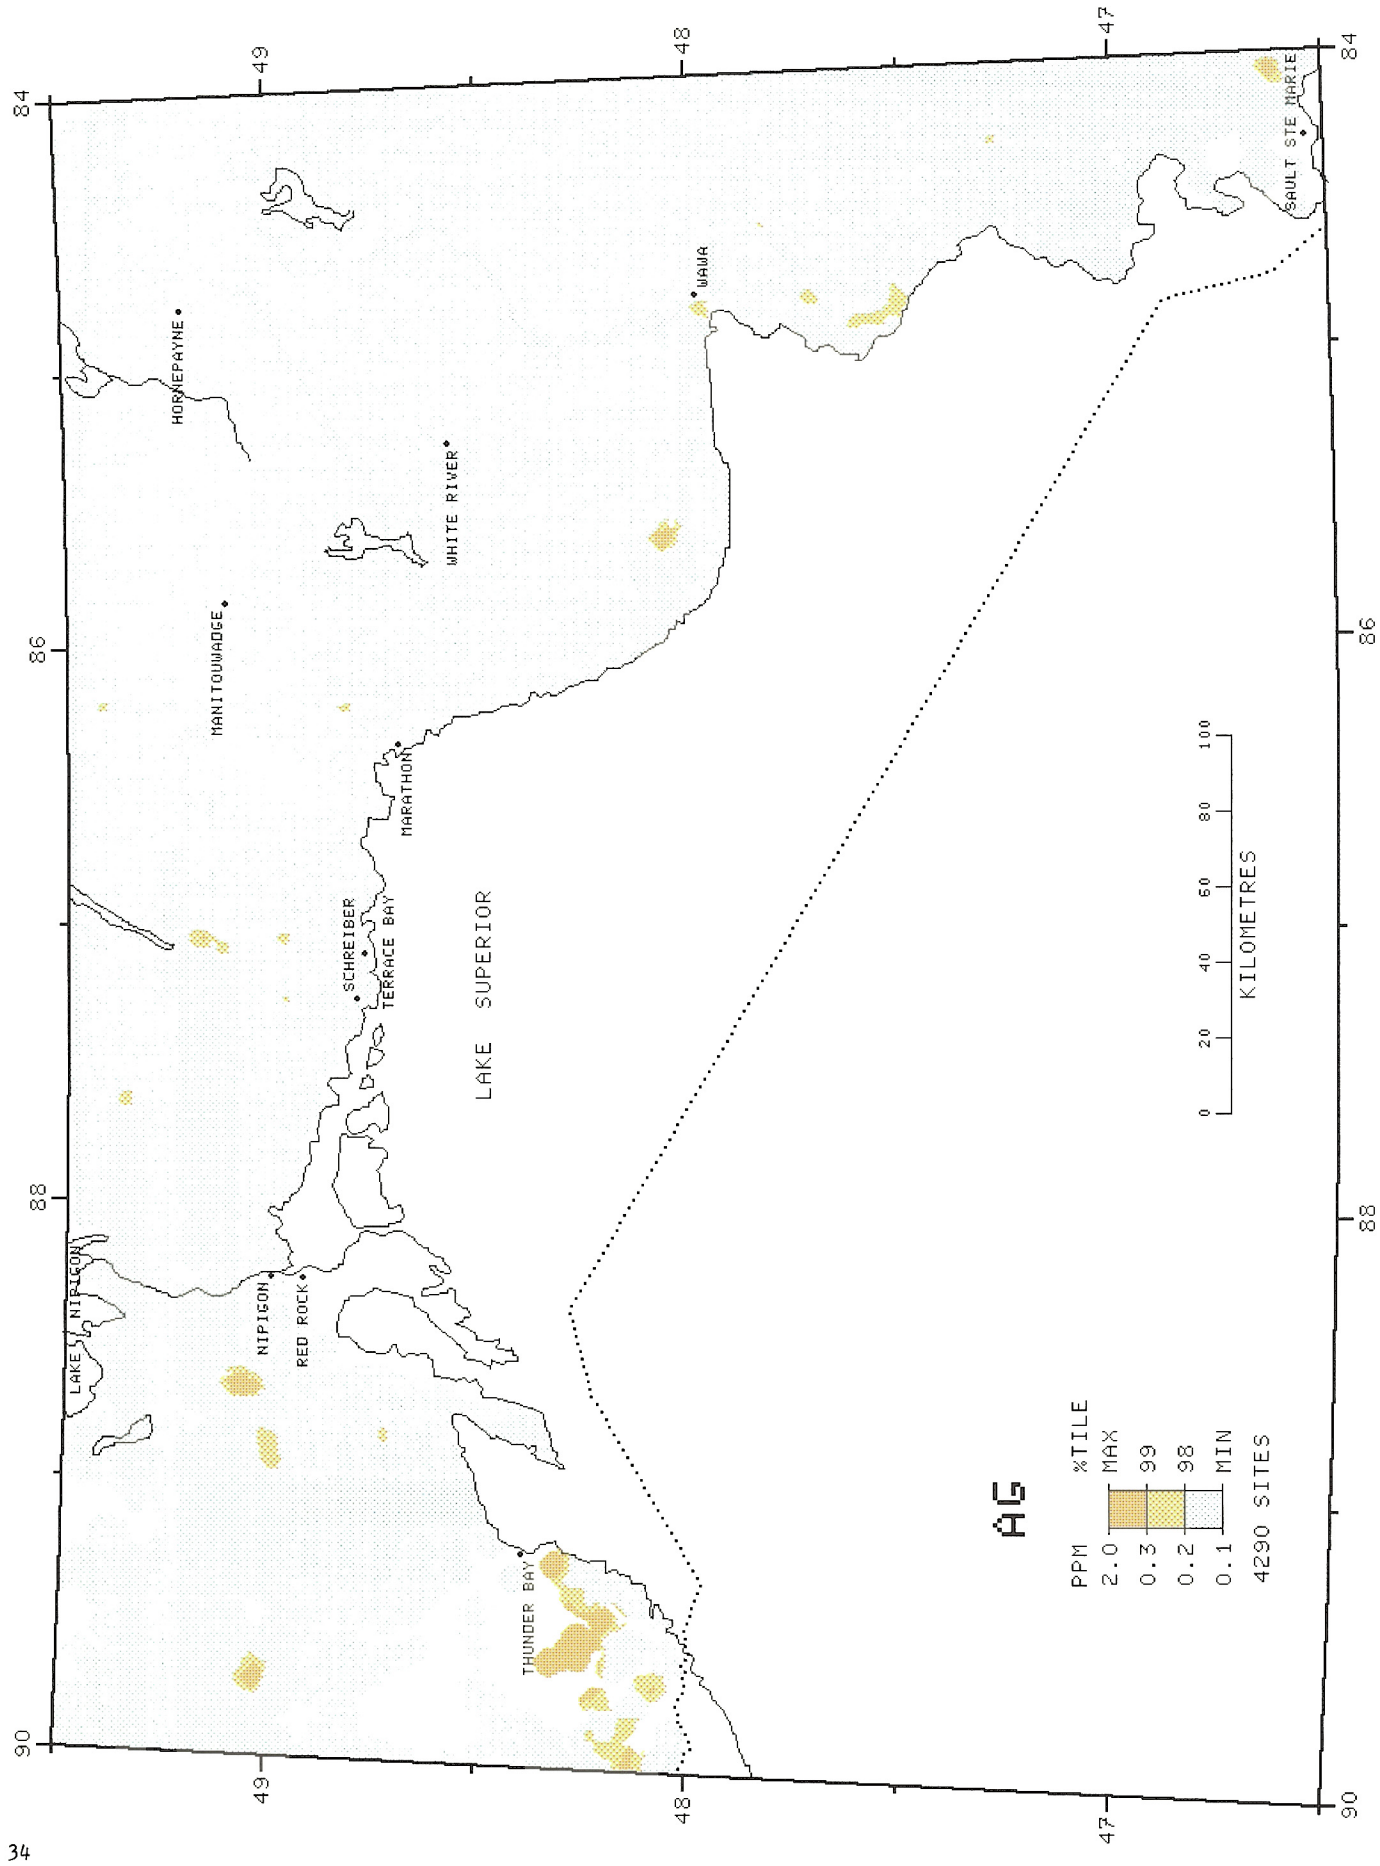 84
86
88
90
49
48
47
49
48
47
84
86
88
90
HORNEPAYNE
MANITOUWADGE
WHITE RIVER
WAWA
SAULT STE MARIE
MARATHON
SCHREIBER
TERRACE BAY
LAKE NIPIGON
NIPIGON
RED ROCK
THUNDER BAY
LAKE SUPERIOR
0 20 40 60 80 100
KILOMETRES
AG
PPM %TILE
2.0 MAX
0.3 99
0.2 98
0.1 MIN
4290 SITES
34